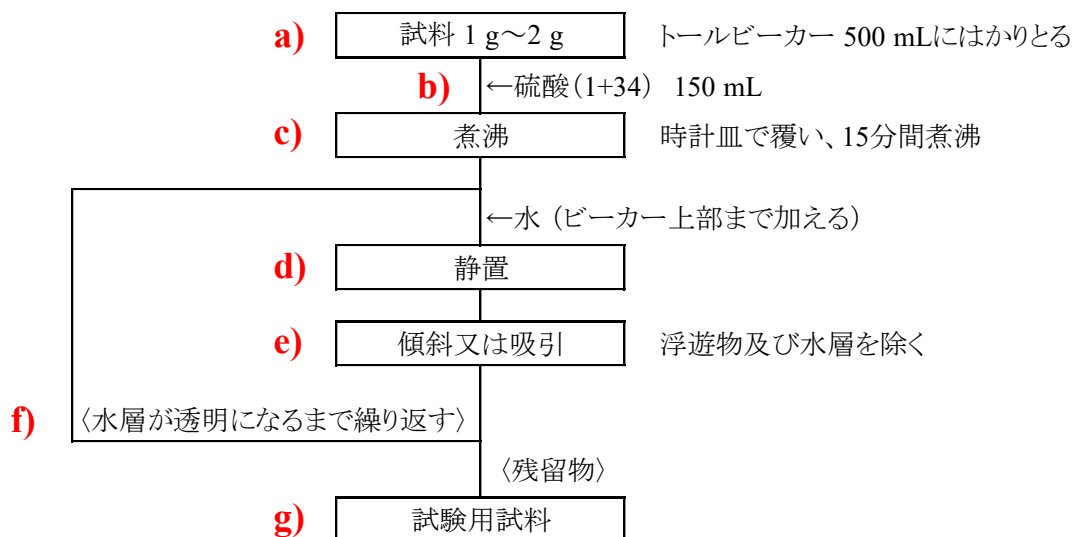 a) 試料 1 g～2 g トールビーカー 500 mLにはかりとる
b) ←硫酸（1+34） 150 mL
c) 煮沸 時計皿で覆い、15分間煮沸
←水（ビーカー上部まで加える）
d) 静置
e) 傾斜又は吸引 浮遊物及び水層を除く
f) 〈水層が透明になるまで繰り返す〉
〈残留物〉
g) 試験用試料